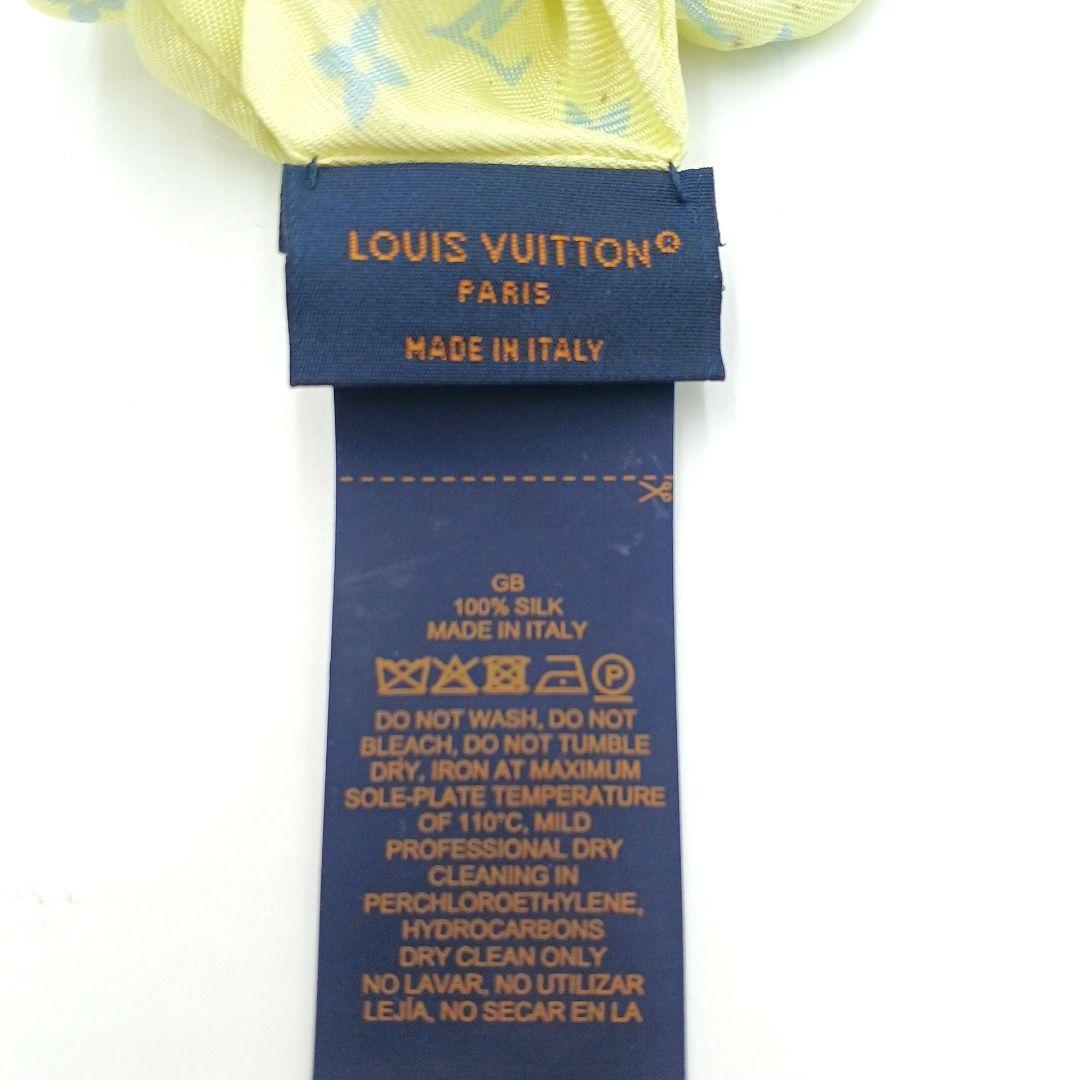 LOUIS VUITTON®
PARIS
MADE IN ITALY
GB
100% SILK
MADE IN ITALY
P
DO NOT WASH, DO NOT
BLEACH, DO NOT TUMBLE
DRY, IRON AT MAXIMUM
SOLE-PLATE TEMPERATURE
OF 110°C, MILD
PROFESSIONAL DRY
CLEANING IN
PERCHLOROETHYLENE,
HYDROCARBONS
DRY CLEAN ONLY
NO LAVAR, NO UTILIZAR
LEJÍA, NO SECAR EN LA